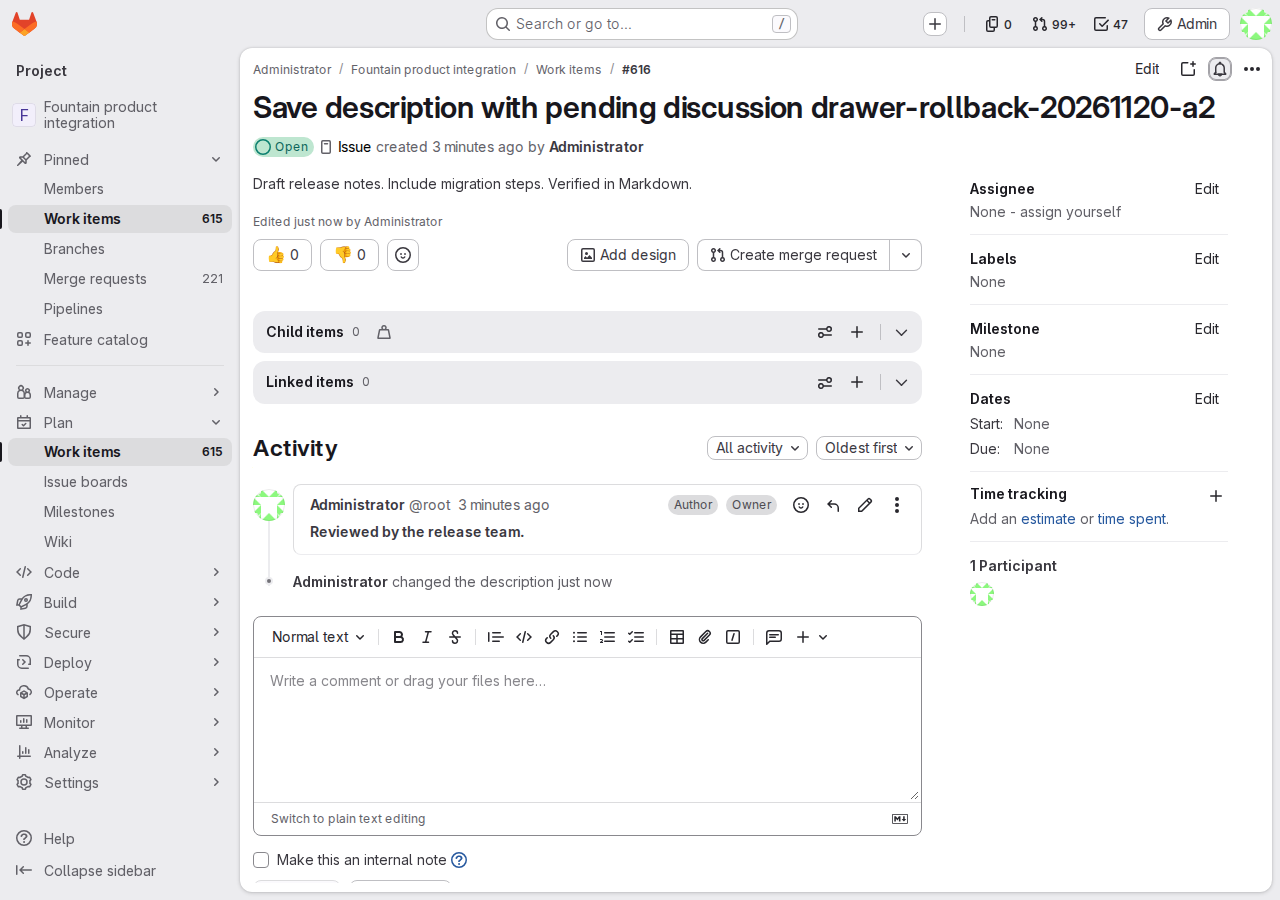 Search or go to...
/
0
99+
47
Admin
Project
F
Fountain product
integration
Pinned
Members
Work items 615
Branches
Merge requests 221
Pipelines
Feature catalog
Manage
Plan
Work items 615
Issue boards
Milestones
Wiki
Code
Build
Secure
Deploy
Operate
Monitor
Analyze
Settings
Help
Collapse sidebar
Administrator / Fountain product integration / Work items / #616
Edit
Save description with pending discussion drawer-rollback-20261120-a2
Open Issue created 3 minutes ago by Administrator
Draft release notes. Include migration steps. Verified in Markdown.
Edited just now by Administrator
👍 0 👎 0
Add design Create merge request
Child items 0
Linked items 0
Activity
All activity Oldest first
Administrator @root 3 minutes ago Author Owner
Reviewed by the release team.
Administrator changed the description just now
Normal text B I S
Write a comment or drag your files here...
Switch to plain text editing
Make this an internal note ?
Assignee Edit
None - assign yourself
Labels Edit
None
Milestone Edit
None
Dates Edit
Start: None
Due: None
Time tracking +
Add an estimate or time spent.
1 Participant